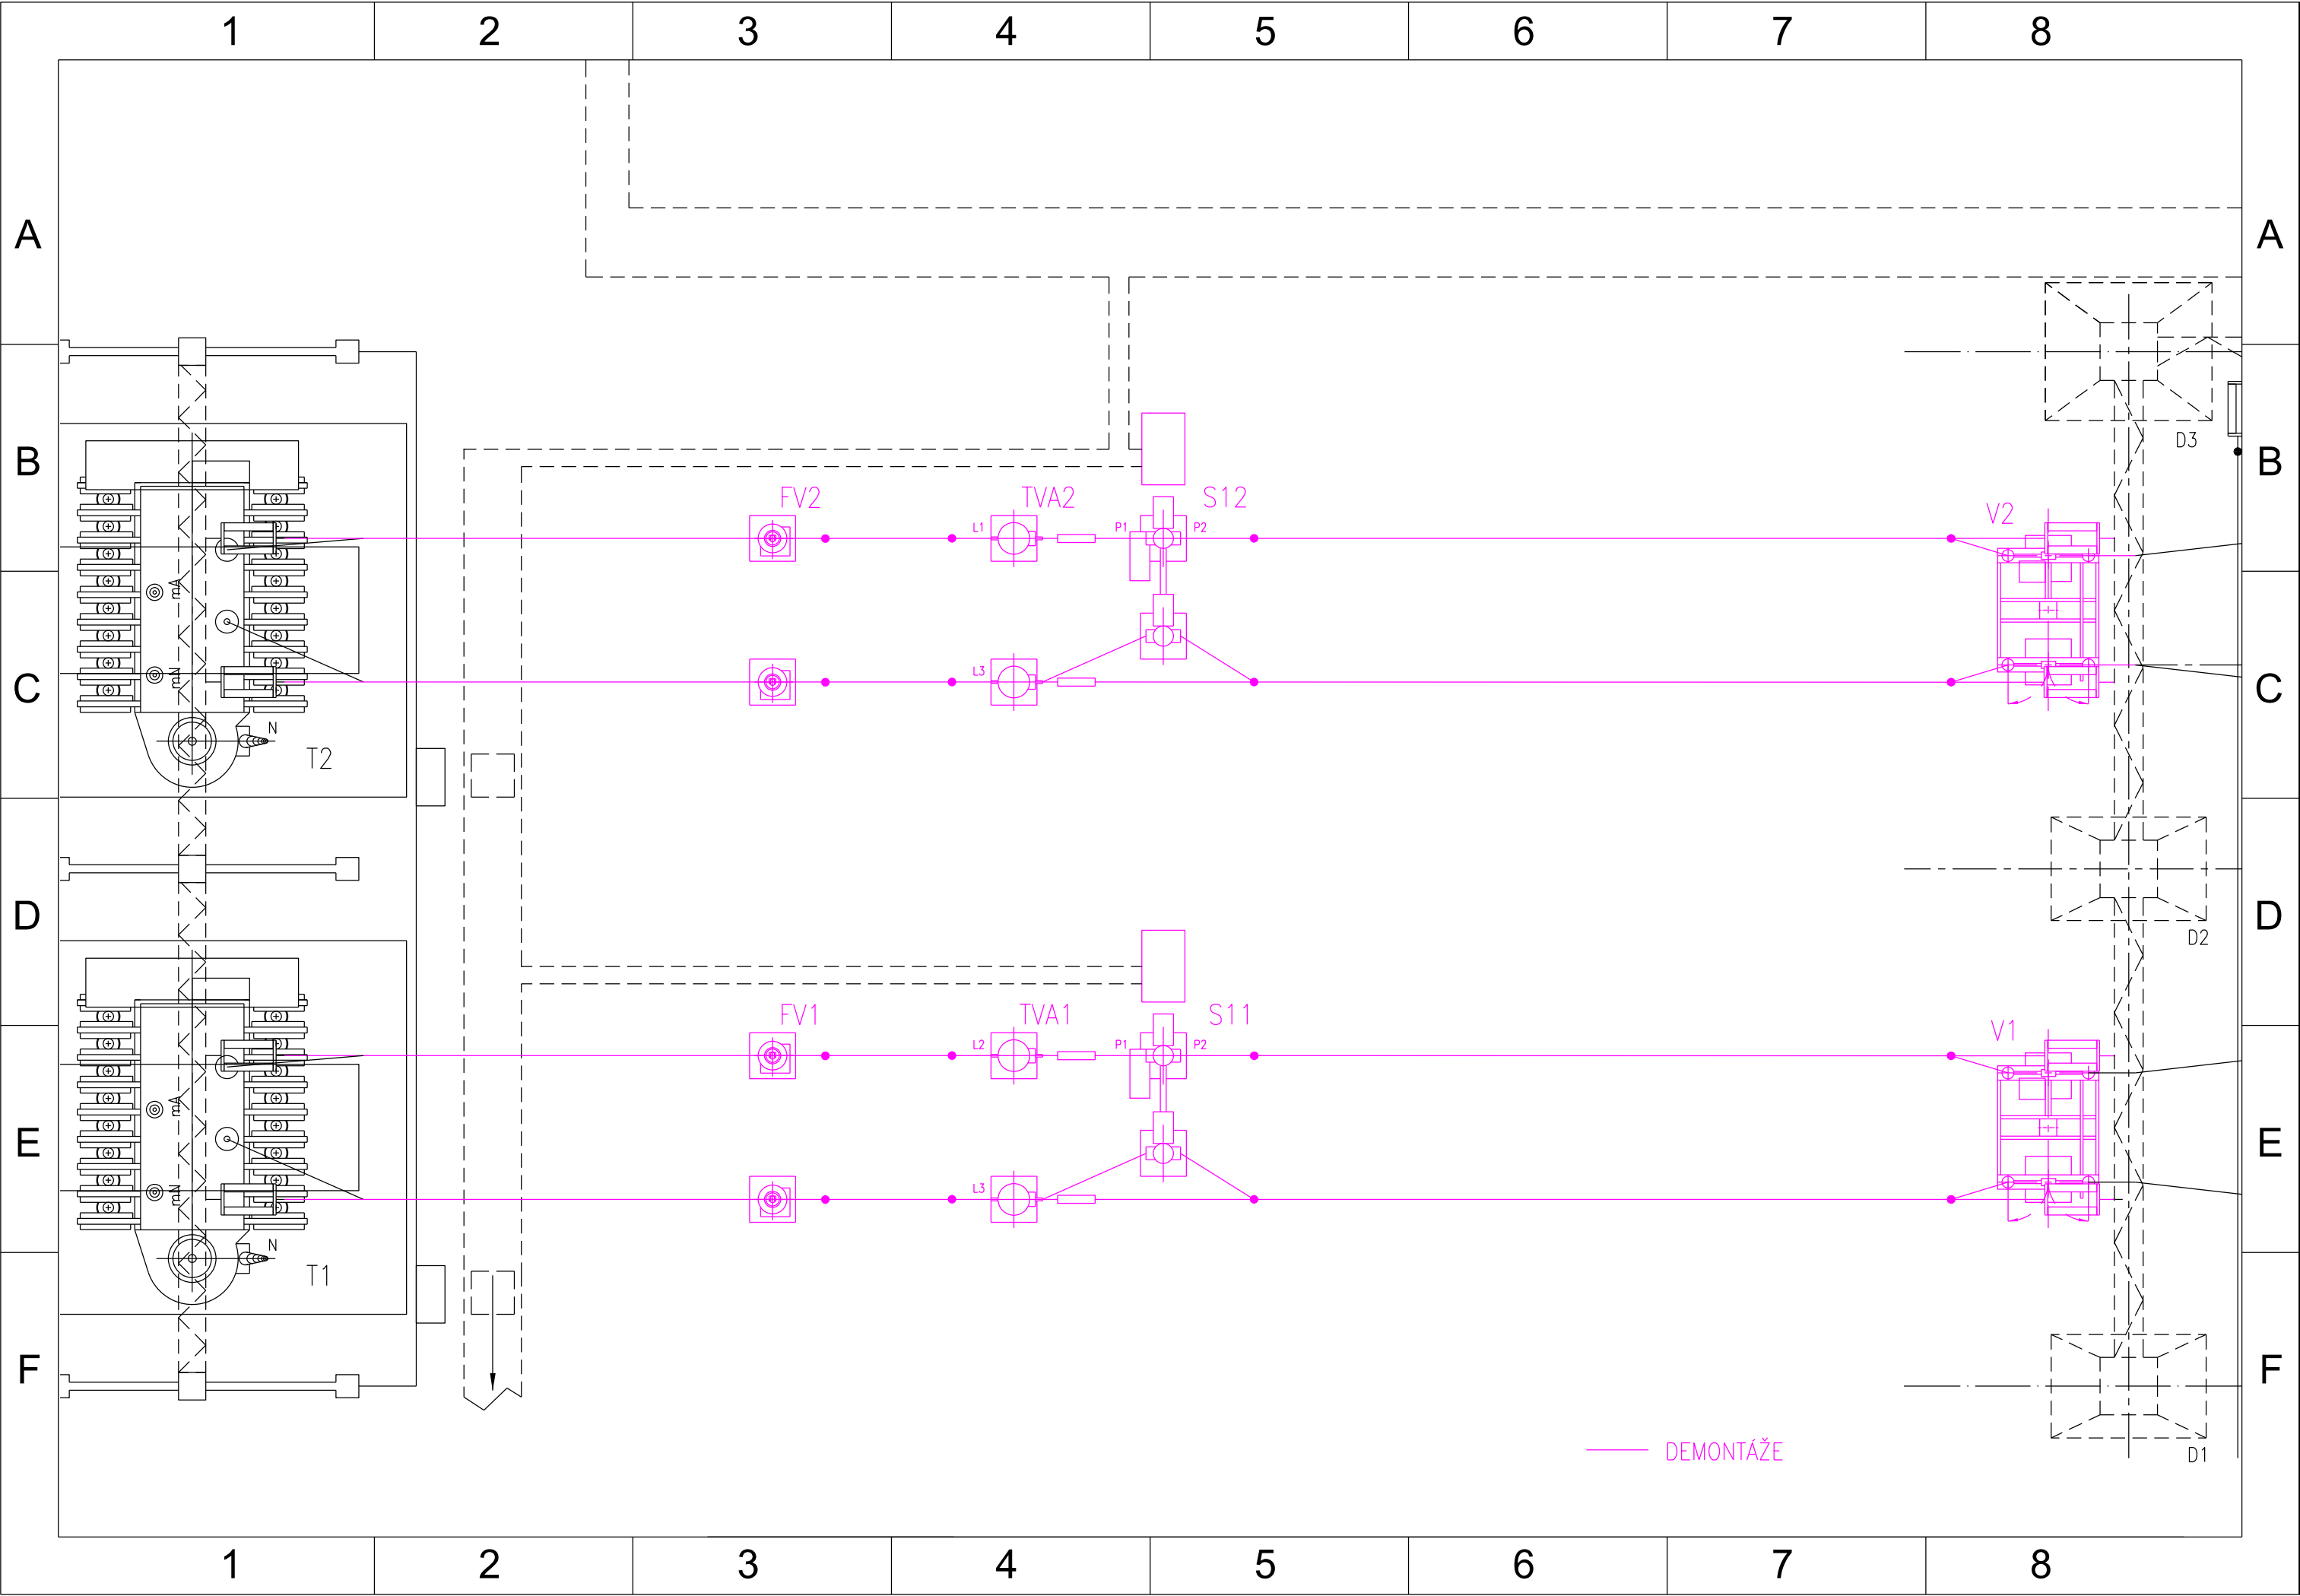 1 2 3 4 5 6 7 8
A A
D3
B B
FV2 TVA2 S12 V2
L1 P1 P2
mA
L3
mN
C C
N
T2
D D
D2
FV1 TVA1 S11 V1
L2 P1 P2
mA
E E
L3
mN
N
T1
F F
DEMONTÁŽE
D1
1 2 3 4 5 6 7 8